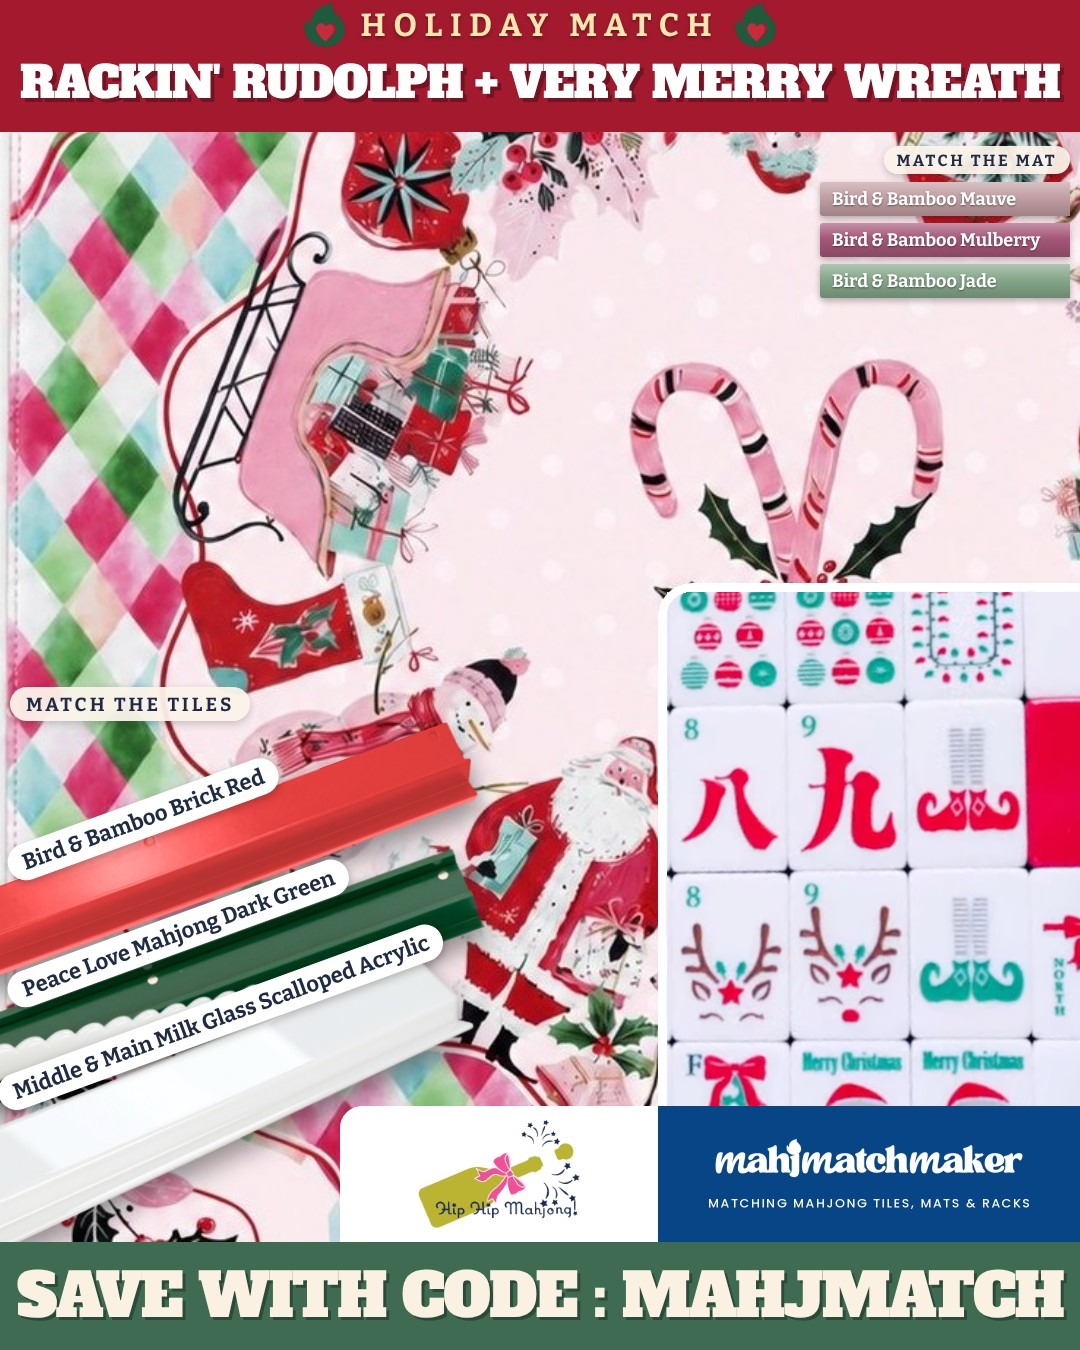 HOLIDAY MATCH
RACKIN' RUDOLPH + VERY MERRY WREATH
MATCH THE MAT
Bird & Bamboo Mauve
Bird & Bamboo Mulberry
Bird & Bamboo Jade
MATCH THE TILES
Bird & Bamboo Brick Red
Peace Love Mahjong Dark Green
Middle & Main Milk Glass Scalloped Acrylic
8 9
八 九
8 9
NORTH
F Merry Christmas Merry Christmas
Hip Hip Mahjong!
mahjmatchmaker
MATCHING MAHJONG TILES, MATS & RACKS
SAVE WITH CODE : MAHJMATCH